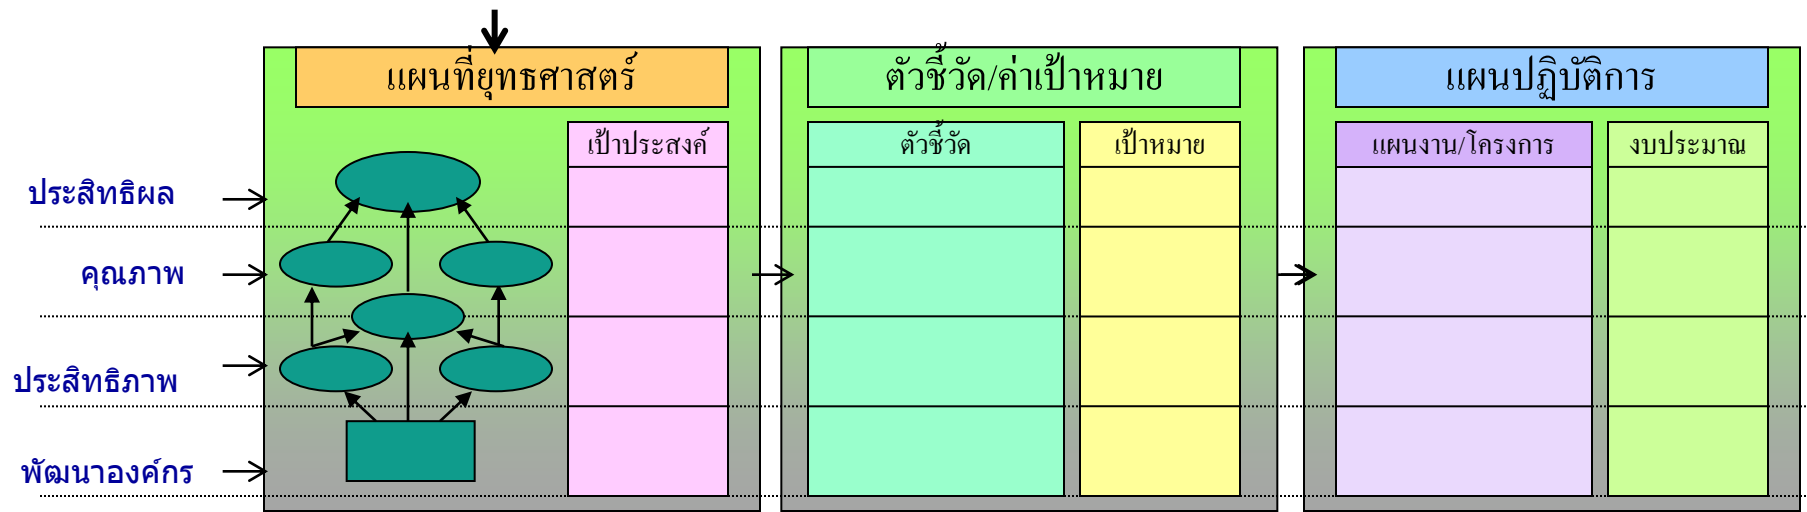 แผนที่ยุทธศาสตร์
ตัวชี้วัด/ค่าเป้าหมาย
แผนปฏิบัติการ
เป้าประสงค์
ตัวชี้วัด
เป้าหมาย
แผนงาน/โครงการ
งบประมาณ
ประสิทธิผล
คุณภาพ
ประสิทธิภาพ
พัฒนาองค์กร